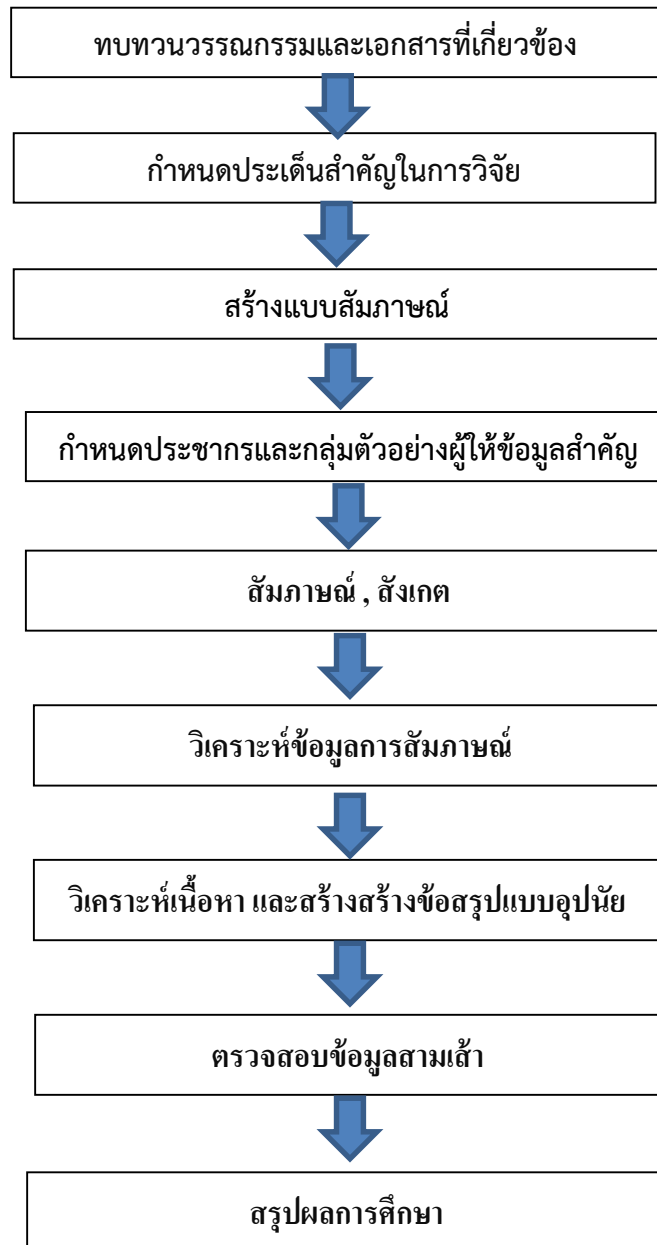 ทบทวนวรรณกรรมและเอกสารที่เกี่ยวข้อง
กำหนดประเด็นสำคัญในการวิจัย
สร้างแบบสัมภาษณ์
กำหนดประชากรและกลุ่มตัวอย่างผู้ให้ข้อมูลสำคัญ
สัมภาษณ์ , สังเกต
วิเคราะห์ข้อมูลการสัมภาษณ์
วิเคราะห์เนื้อหา และสร้างสร้างข้อสรุปแบบอุปนัย
ตรวจสอบข้อมูลสามเส้า
สรุปผลการศึกษา